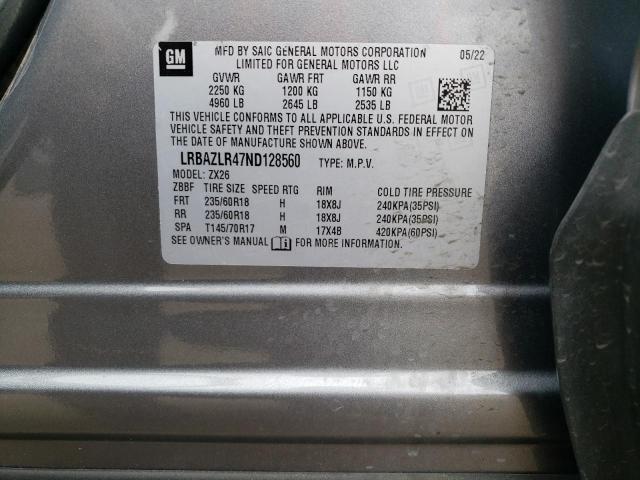 GM
MFD BY SAIC GENERAL MOTORS CORPORATION 05/22
LIMITED FOR GENERAL MOTORS LLC
GVWR GAWR FRT GAWR RR
2250 KG 1200 KG 1150 KG
4960 LB 2645 LB 2535 LB
THIS VEHICLE CONFORMS TO ALL APPLICABLE U.S. FEDERAL MOTOR
VEHICLE SAFETY AND THEFT PREVENTION STANDARDS IN EFFECT ON
THE DATE OF MANUFACTURE SHOWN ABOVE.
LRBAZLR47ND128560 TYPE: M.P.V.
MODEL: ZX26
ZBBF TIRE SIZE SPEED RTG RIM COLD TIRE PRESSURE
FRT 235/60R18 H 18X8J 240KPA(35PSI)
RR 235/60R18 H 18X8J 240KPA(35PSI)
SPA T145/70R17 M 17X4B 420KPA(60PSI)
SEE OWNER'S MANUAL FOR MORE INFORMATION.